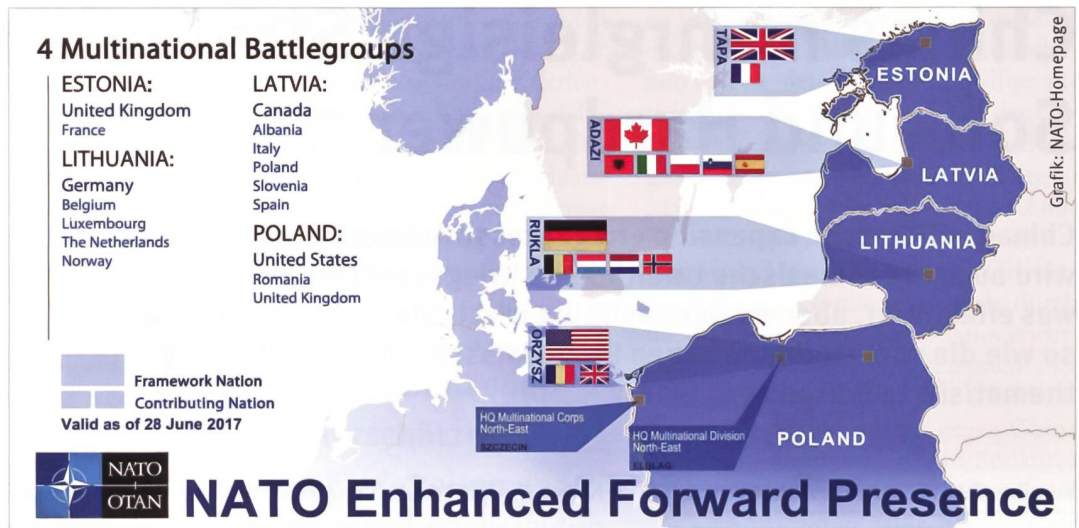 4 Multinational Battlegroups
ESTONIA:
United Kingdom
France
LITHUANIA:
Germany
Belgium
Luxembourg
The Netherlands
Norway
LATVIA:
Canada
Albania
Italy
Poland
Slovenia
Spain
POLAND:
United States
Romania
United Kingdom
Framework Nation
Contributing Nation
Valid as of 28 June 2017
TAPA
ADAZI
RUKLA
ORZYSZ
ESTONIA
LATVIA
LITHUANIA
POLAND
HQ Multinational Corps
North-East
SZCZECIN
HQ Multinational Division
North-East
ELBLAG
Grafik: NATO-Homepage
NATO
OTAN
NATO Enhanced Forward Presence